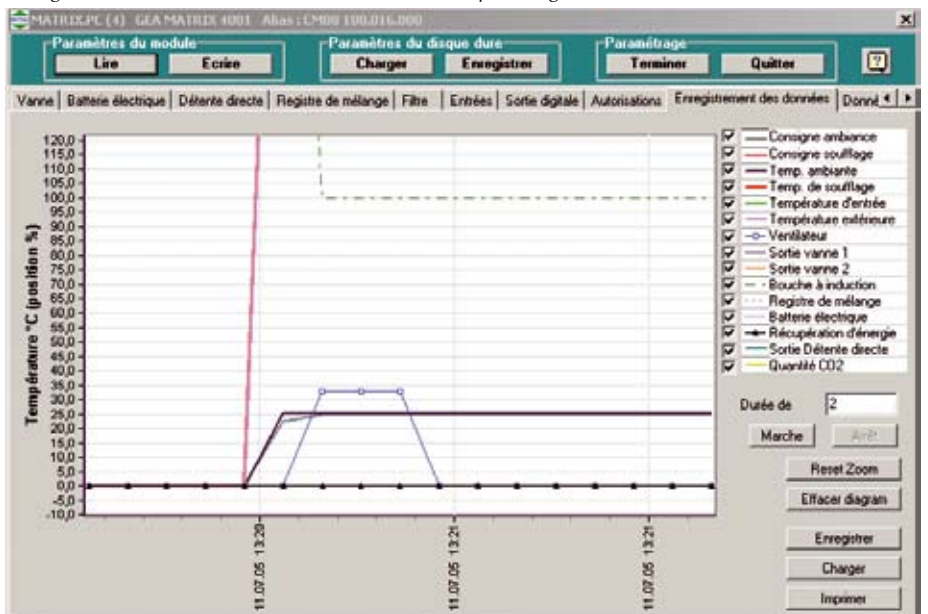 MATRIX.PC (4) GEA MATRIX 4001 Alias : CM08 100.016.000
Paramètres du module
Lire
Ecrire
Paramètres du disque dure
Charger
Enregistrer
Paramétrage
Terminer
Quitter
Vanne
Batterie électrique
Détente directe
Registre de mélange
Filtre
Entrées
Sortie digitale
Autorisations
Enregistrement des données
Donné
Température °C (position %)
120,0
115,0
110,0
105,0
100,0
95,0
90,0
85,0
80,0
75,0
70,0
65,0
60,0
55,0
50,0
45,0
40,0
35,0
30,0
25,0
20,0
15,0
10,0
5,0
0,0
-5,0
-10,0
11.07.05 13:20
11.07.05 13:21
11.07.05 13:21
Consigne ambiance
Consigne soufflage
Temp. ambiante
Temp. de soufflage
Température d'entrée
Température extérieure
Ventilateur
Sortie vanne 1
Sortie vanne 2
Bouche à induction
Registre de mélange
Batterie électrique
Récupération d'énergie
Sortie Détente directe
Quantité CO2
Durée de
2
Marche
Arrêt
Reset Zoom
Effacer diagram
Enregistrer
Charger
Imprimer